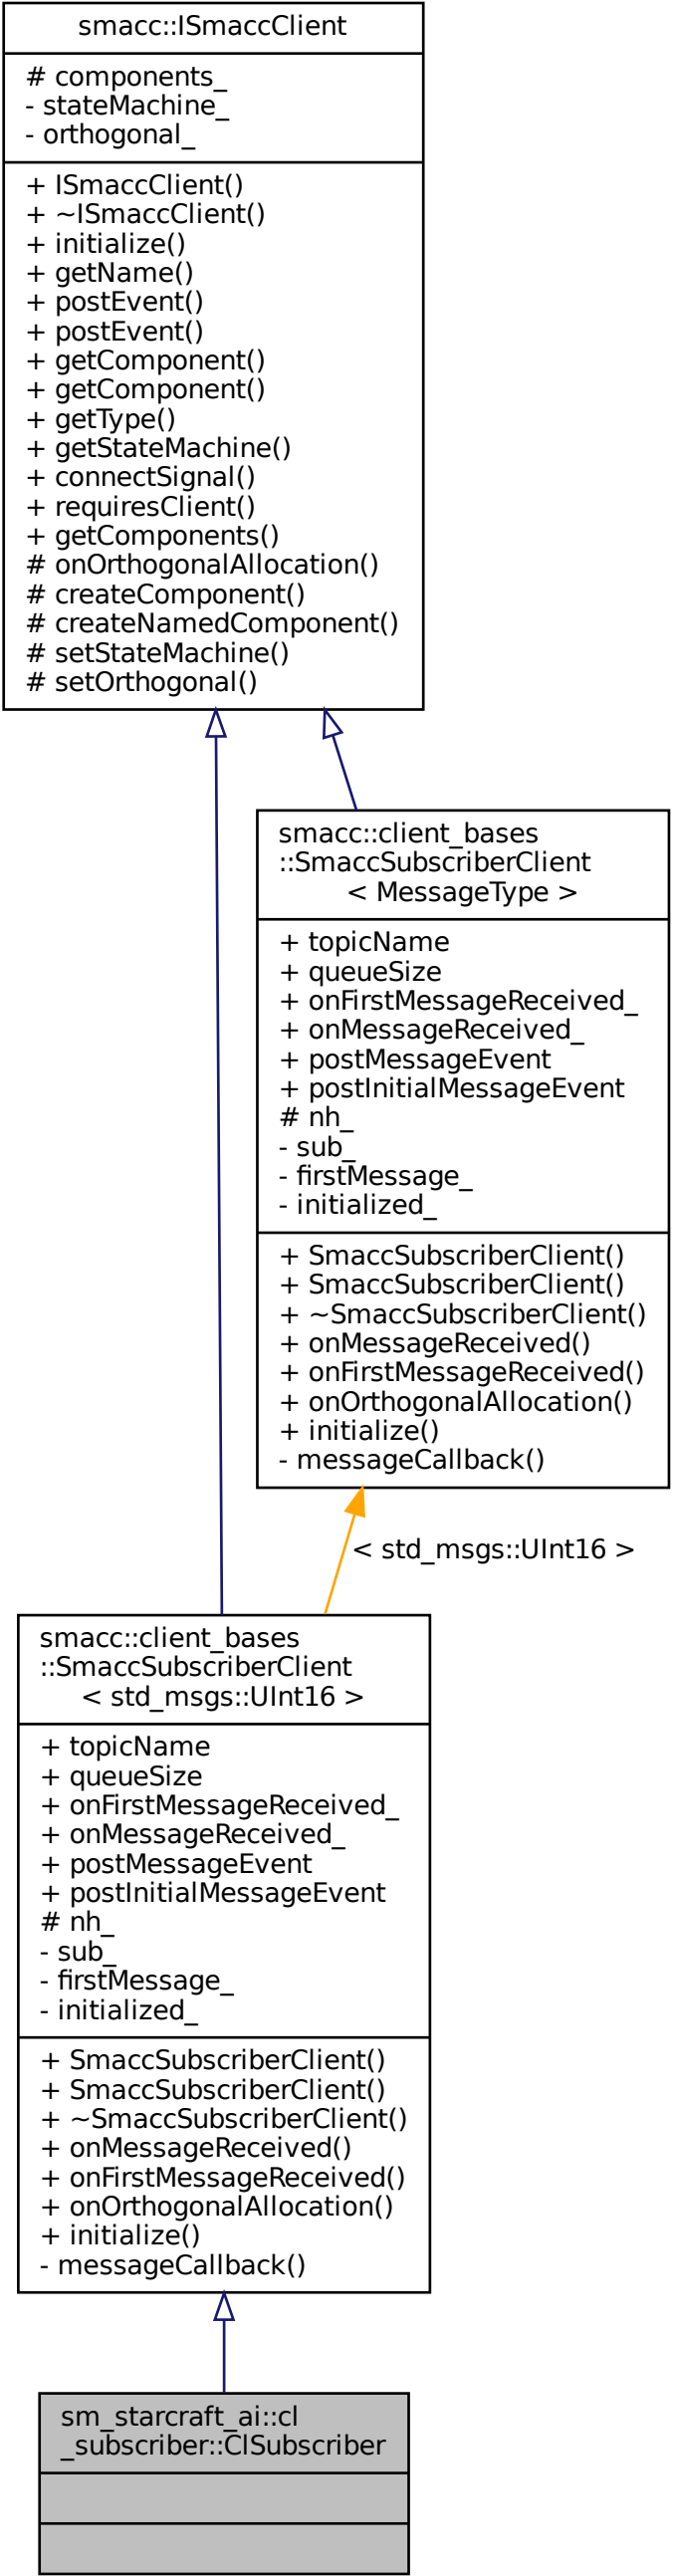 smacc::ISmaccClient
# components_
- stateMachine_
- orthogonal_
+ ISmaccClient()
+ ~ISmaccClient()
+ initialize()
+ getName()
+ postEvent()
+ postEvent()
+ getComponent()
+ getComponent()
+ getType()
+ getStateMachine()
+ connectSignal()
+ requiresClient()
+ getComponents()
# onOrthogonalAllocation()
# createComponent()
# createNamedComponent()
# setStateMachine()
# setOrthogonal()
smacc::client_bases
::SmaccSubscriberClient
< MessageType >
+ topicName
+ queueSize
+ onFirstMessageReceived_
+ onMessageReceived_
+ postMessageEvent
+ postInitialMessageEvent
# nh_
- sub_
- firstMessage_
- initialized_
+ SmaccSubscriberClient()
+ SmaccSubscriberClient()
+ ~SmaccSubscriberClient()
+ onMessageReceived()
+ onFirstMessageReceived()
+ onOrthogonalAllocation()
+ initialize()
- messageCallback()
< std_msgs::UInt16 >
smacc::client_bases
::SmaccSubscriberClient
< std_msgs::UInt16 >
+ topicName
+ queueSize
+ onFirstMessageReceived_
+ onMessageReceived_
+ postMessageEvent
+ postInitialMessageEvent
# nh_
- sub_
- firstMessage_
- initialized_
+ SmaccSubscriberClient()
+ SmaccSubscriberClient()
+ ~SmaccSubscriberClient()
+ onMessageReceived()
+ onFirstMessageReceived()
+ onOrthogonalAllocation()
+ initialize()
- messageCallback()
sm_starcraft_ai::cl
_subscriber::ClSubscriber